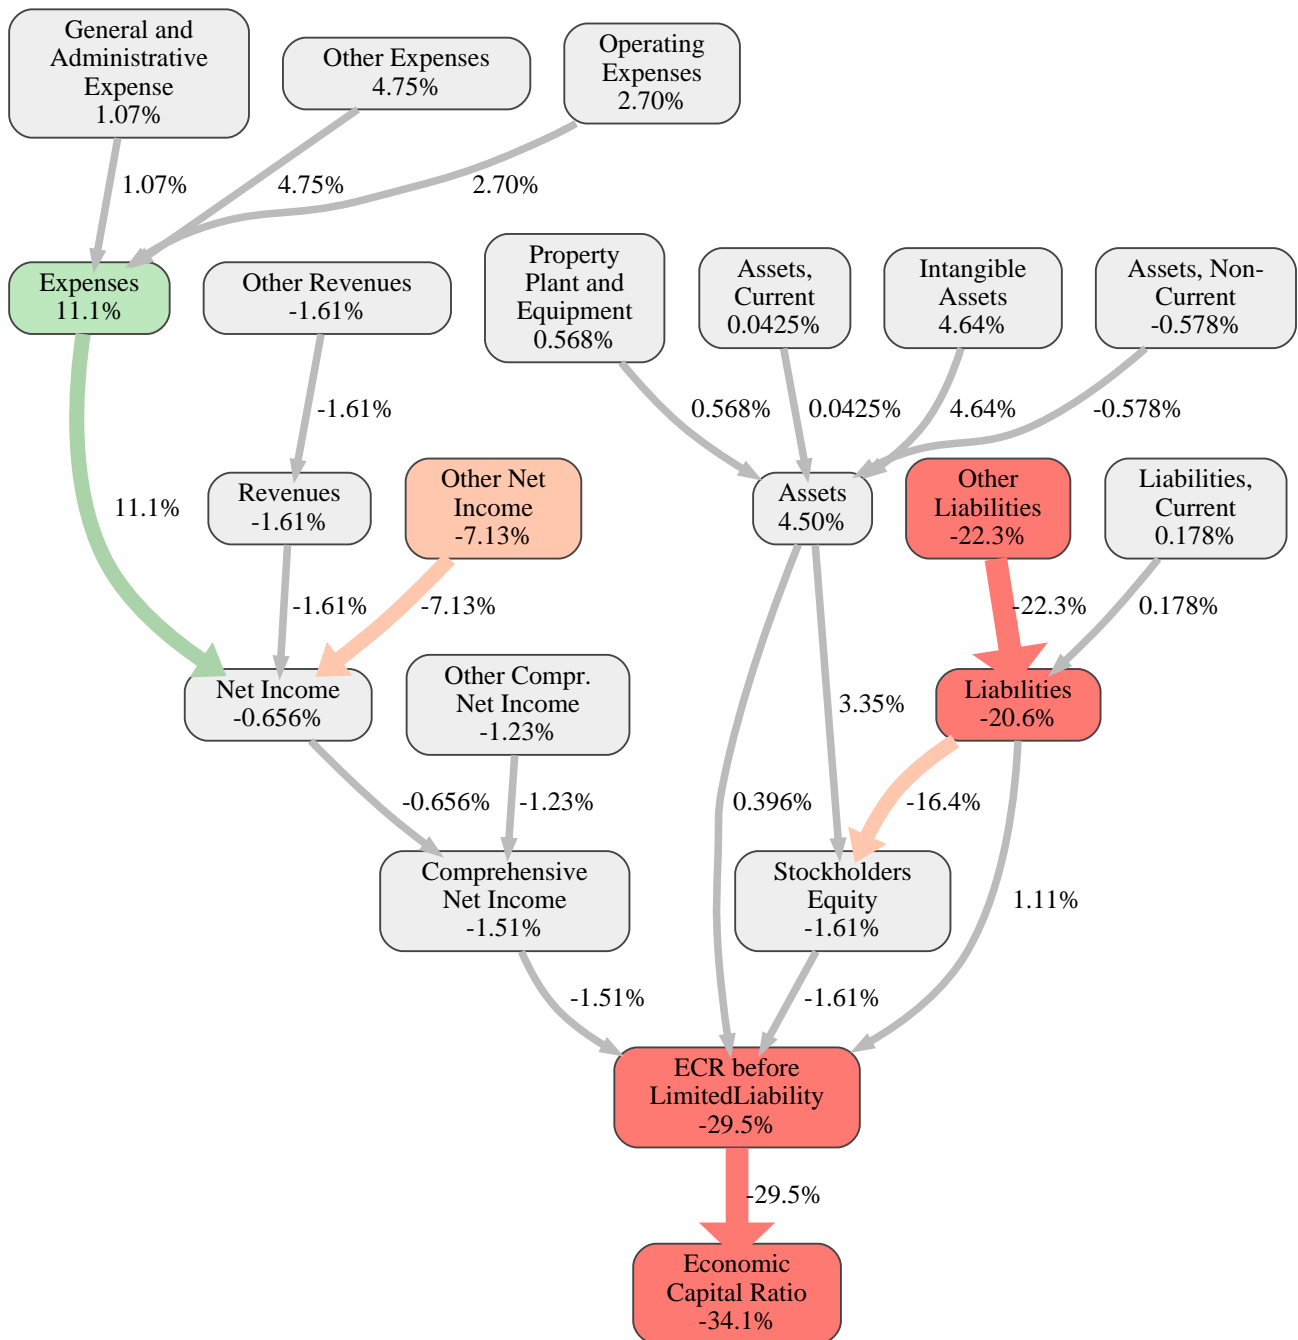 General and
Administrative
Expense
1.07%
Other Expenses
4.75%
Operating
Expenses
2.70%
1.07%
4.75%
2.70%
Expenses
11.1%
Other Revenues
-1.61%
Property
Plant and
Equipment
0.568%
Assets,
Current
0.0425%
Intangible
Assets
4.64%
Assets, Non-
Current
-0.578%
-1.61%
0.568%
0.0425%
4.64%
-0.578%
11.1%
Revenues
-1.61%
Other Net
Income
-7.13%
Assets
4.50%
Other
Liabilities
-22.3%
Liabilities,
Current
0.178%
-1.61%
-7.13%
-22.3%
0.178%
Net Income
-0.656%
Other Compr.
Net Income
-1.23%
3.35%
Liabilities
-20.6%
-0.656%
-1.23%
0.396%
-16.4%
Comprehensive
Net Income
-1.51%
Stockholders
Equity
-1.61%
1.11%
-1.51%
-1.61%
ECR before
LimitedLiability
-29.5%
-29.5%
Economic
Capital Ratio
-34.1%